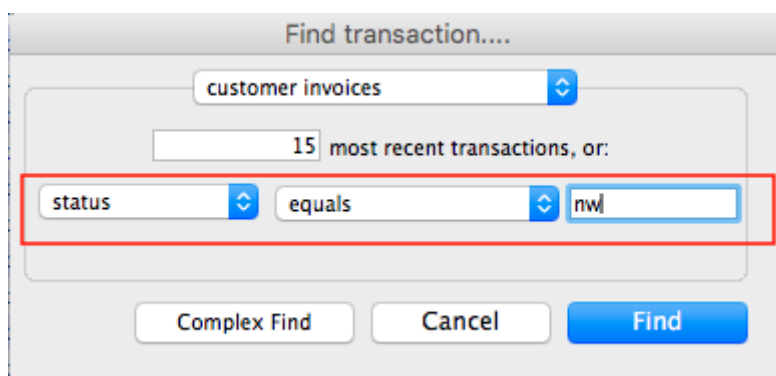 Find transaction....
customer invoices
15 most recent transactions, or:
status equals nw
Complex Find Cancel Find